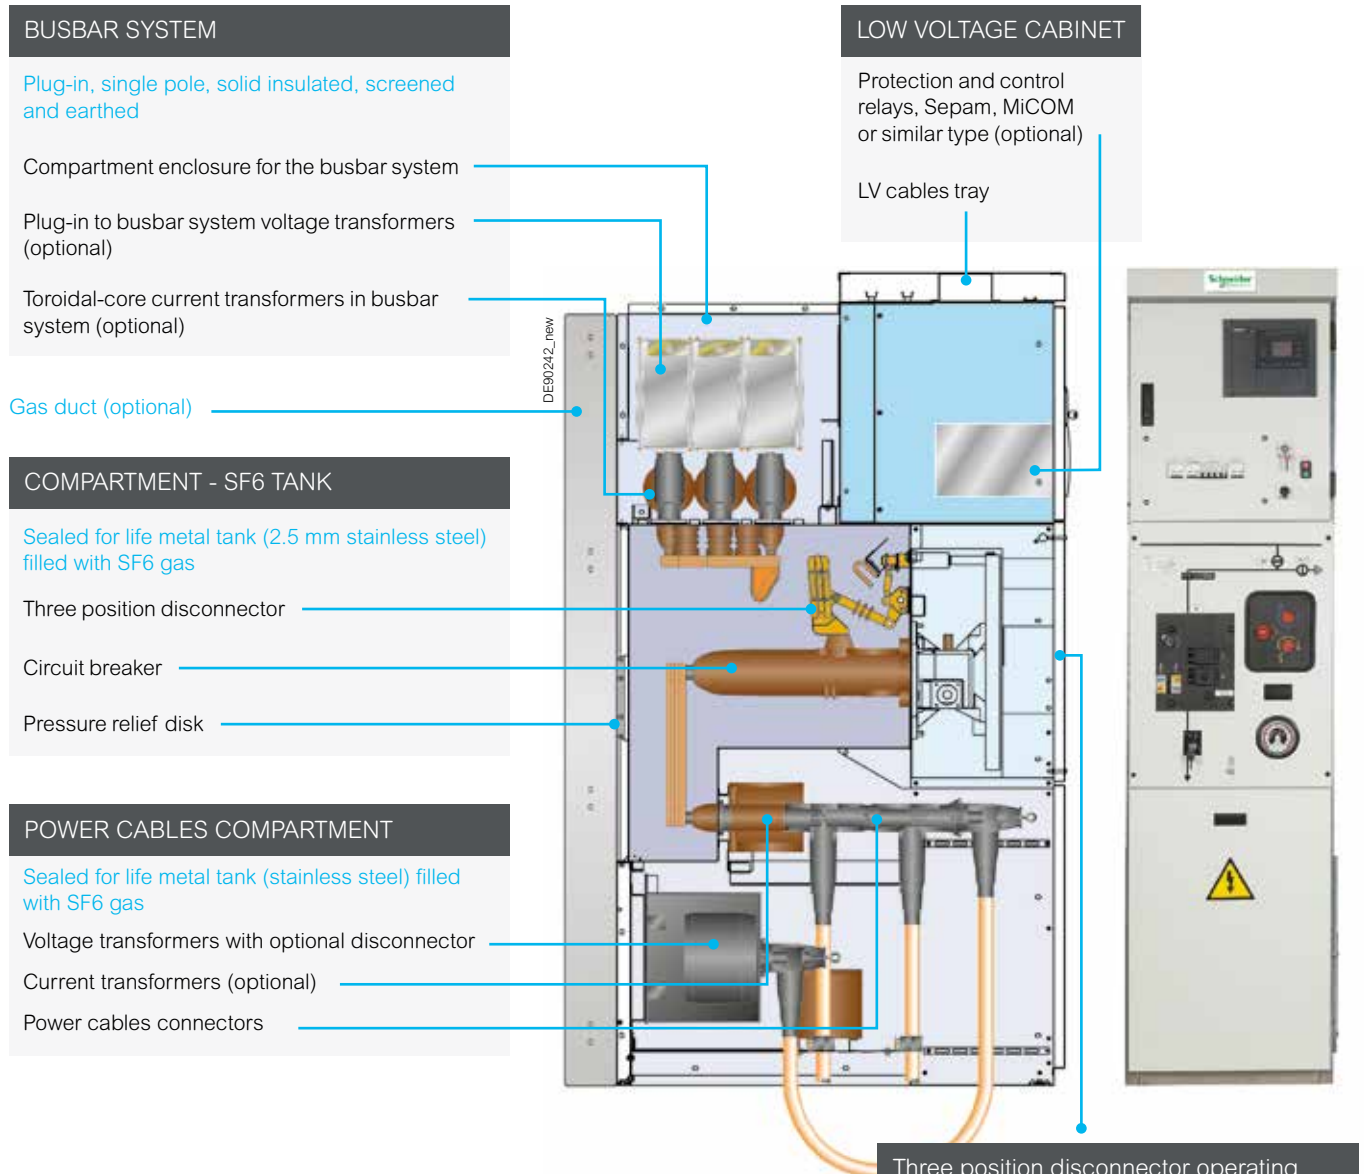 BUSBAR SYSTEM
Plug-in, single pole, solid insulated, screened
and earthed
Compartment enclosure for the busbar system
Plug-in to busbar system voltage transformers
(optional)
Toroidal-core current transformers in busbar
system (optional)
Gas duct (optional)
COMPARTMENT - SF6 TANK
Sealed for life metal tank (2.5 mm stainless steel)
filled with SF6 gas
Three position disconnector
Circuit breaker
Pressure relief disk
POWER CABLES COMPARTMENT
Sealed for life metal tank (stainless steel) filled
with SF6 gas
Voltage transformers with optional disconnector
Current transformers (optional)
Power cables connectors
LOW VOLTAGE CABINET
Protection and control
relays, Sepam, MiCOM
or similar type (optional)
LV cables tray
DE90242_new
Schneider
Three position disconnector operating